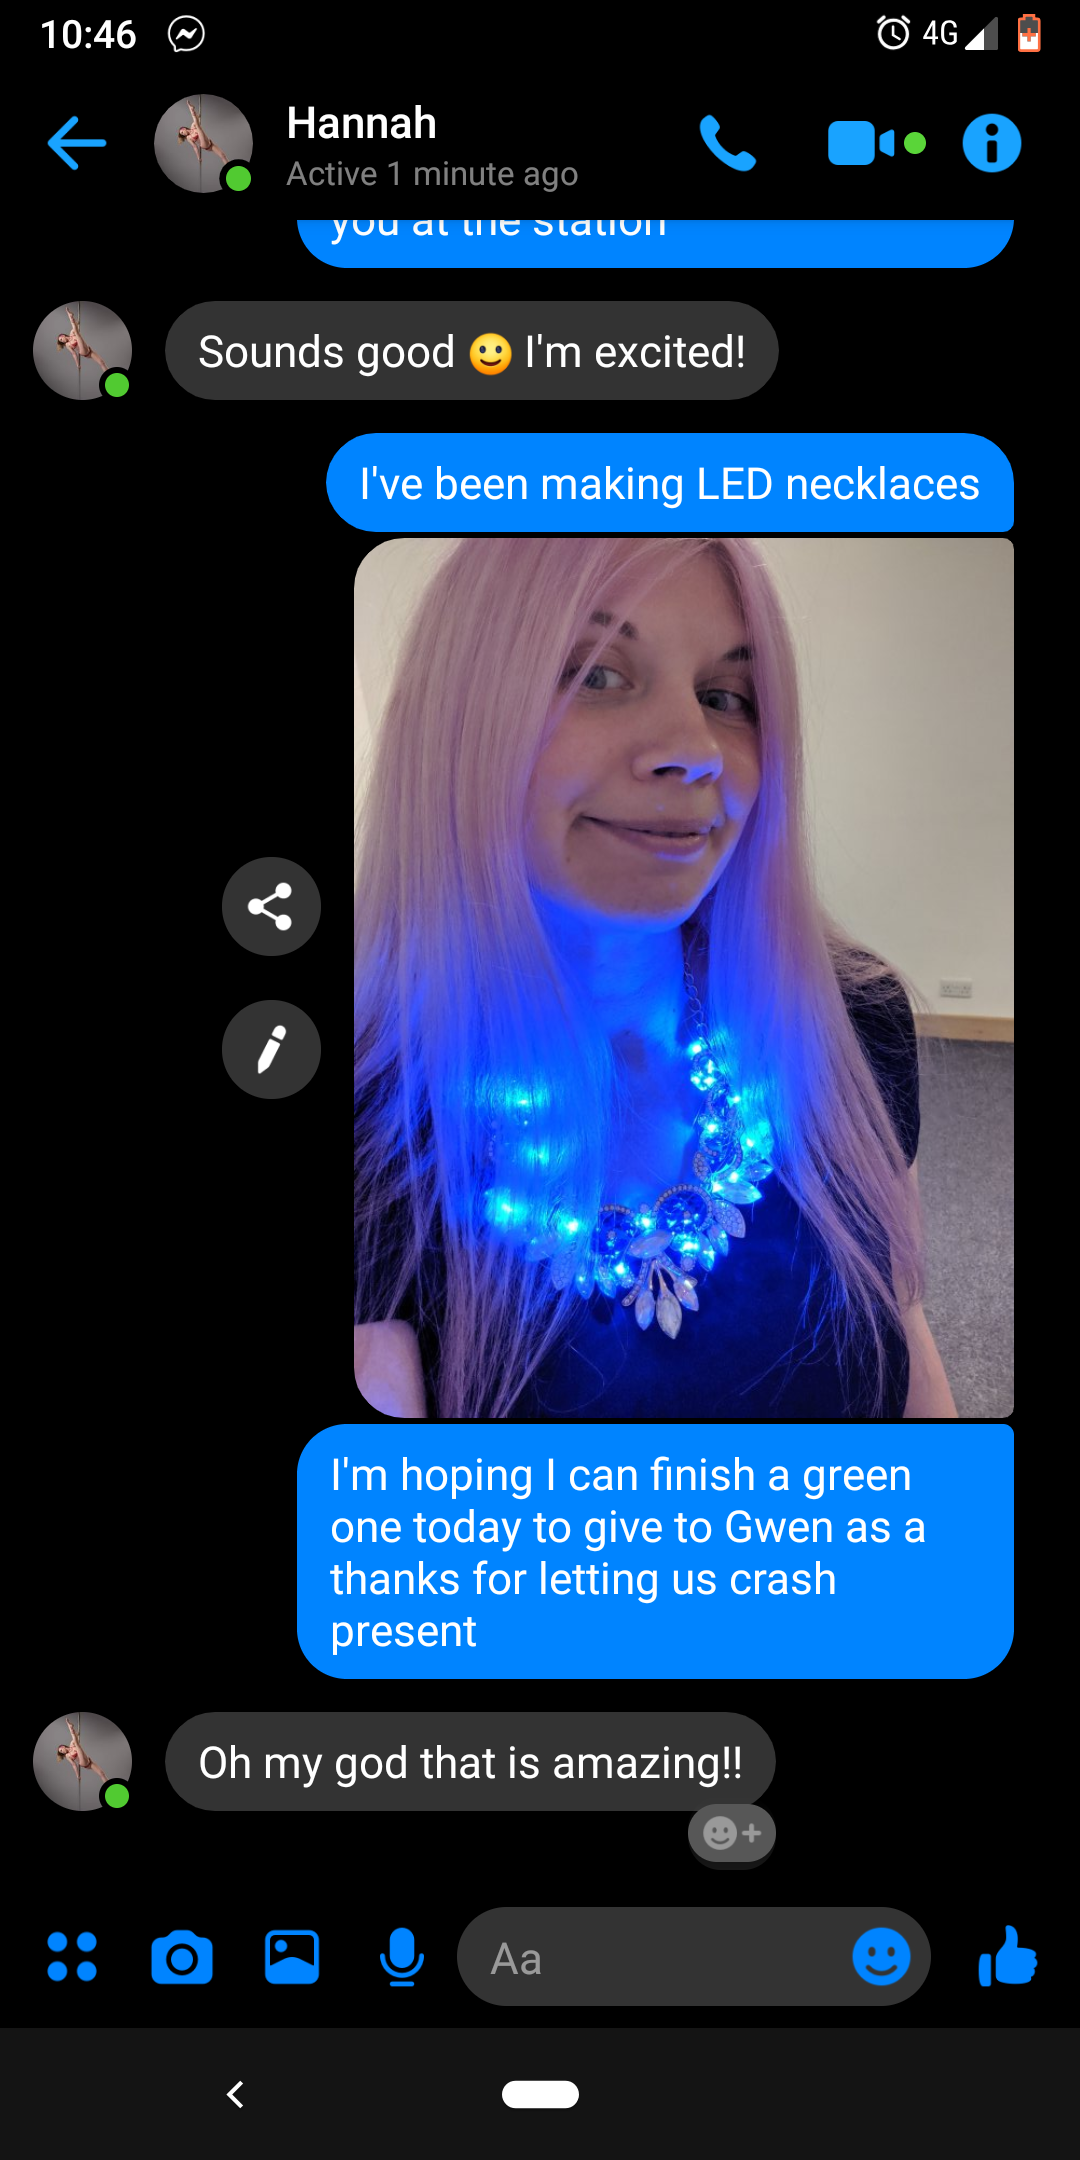 10:46
4G
Hannah
Active 1 minute ago
you at the station
Sounds good 🙂 I'm excited!
I've been making LED necklaces
I'm hoping I can finish a green
one today to give to Gwen as a
thanks for letting us crash
present
Oh my god that is amazing!!
Aa